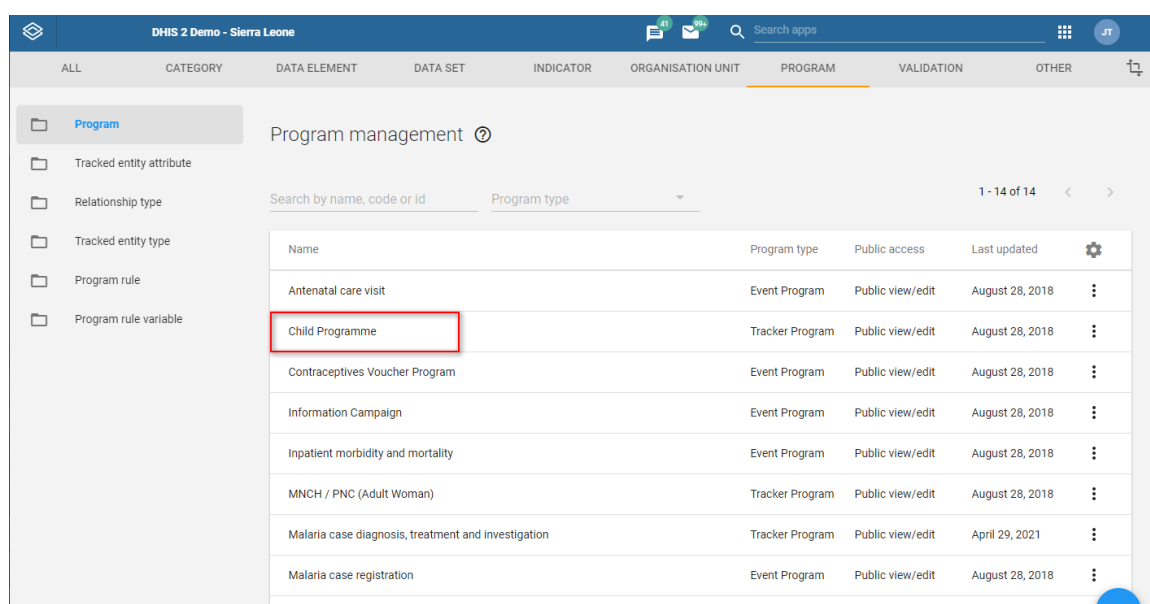 DHIS 2 Demo - Sierra Leone 41 99+ Search apps JT
ALL CATEGORY DATA ELEMENT DATA SET INDICATOR ORGANISATION UNIT PROGRAM VALIDATION OTHER
Program
Tracked entity attribute
Relationship type
Tracked entity type
Program rule
Program rule variable
Program management
Search by name, code or id Program type 1 - 14 of 14
Name Program type Public access Last updated
Antenatal care visit Event Program Public view/edit August 28, 2018
Child Programme Tracker Program Public view/edit August 28, 2018
Contraceptives Voucher Program Event Program Public view/edit August 28, 2018
Information Campaign Event Program Public view/edit August 28, 2018
Inpatient morbidity and mortality Event Program Public view/edit August 28, 2018
MNCH / PNC (Adult Woman) Tracker Program Public view/edit August 28, 2018
Malaria case diagnosis, treatment and investigation Tracker Program Public view/edit April 29, 2021
Malaria case registration Event Program Public view/edit August 28, 2018